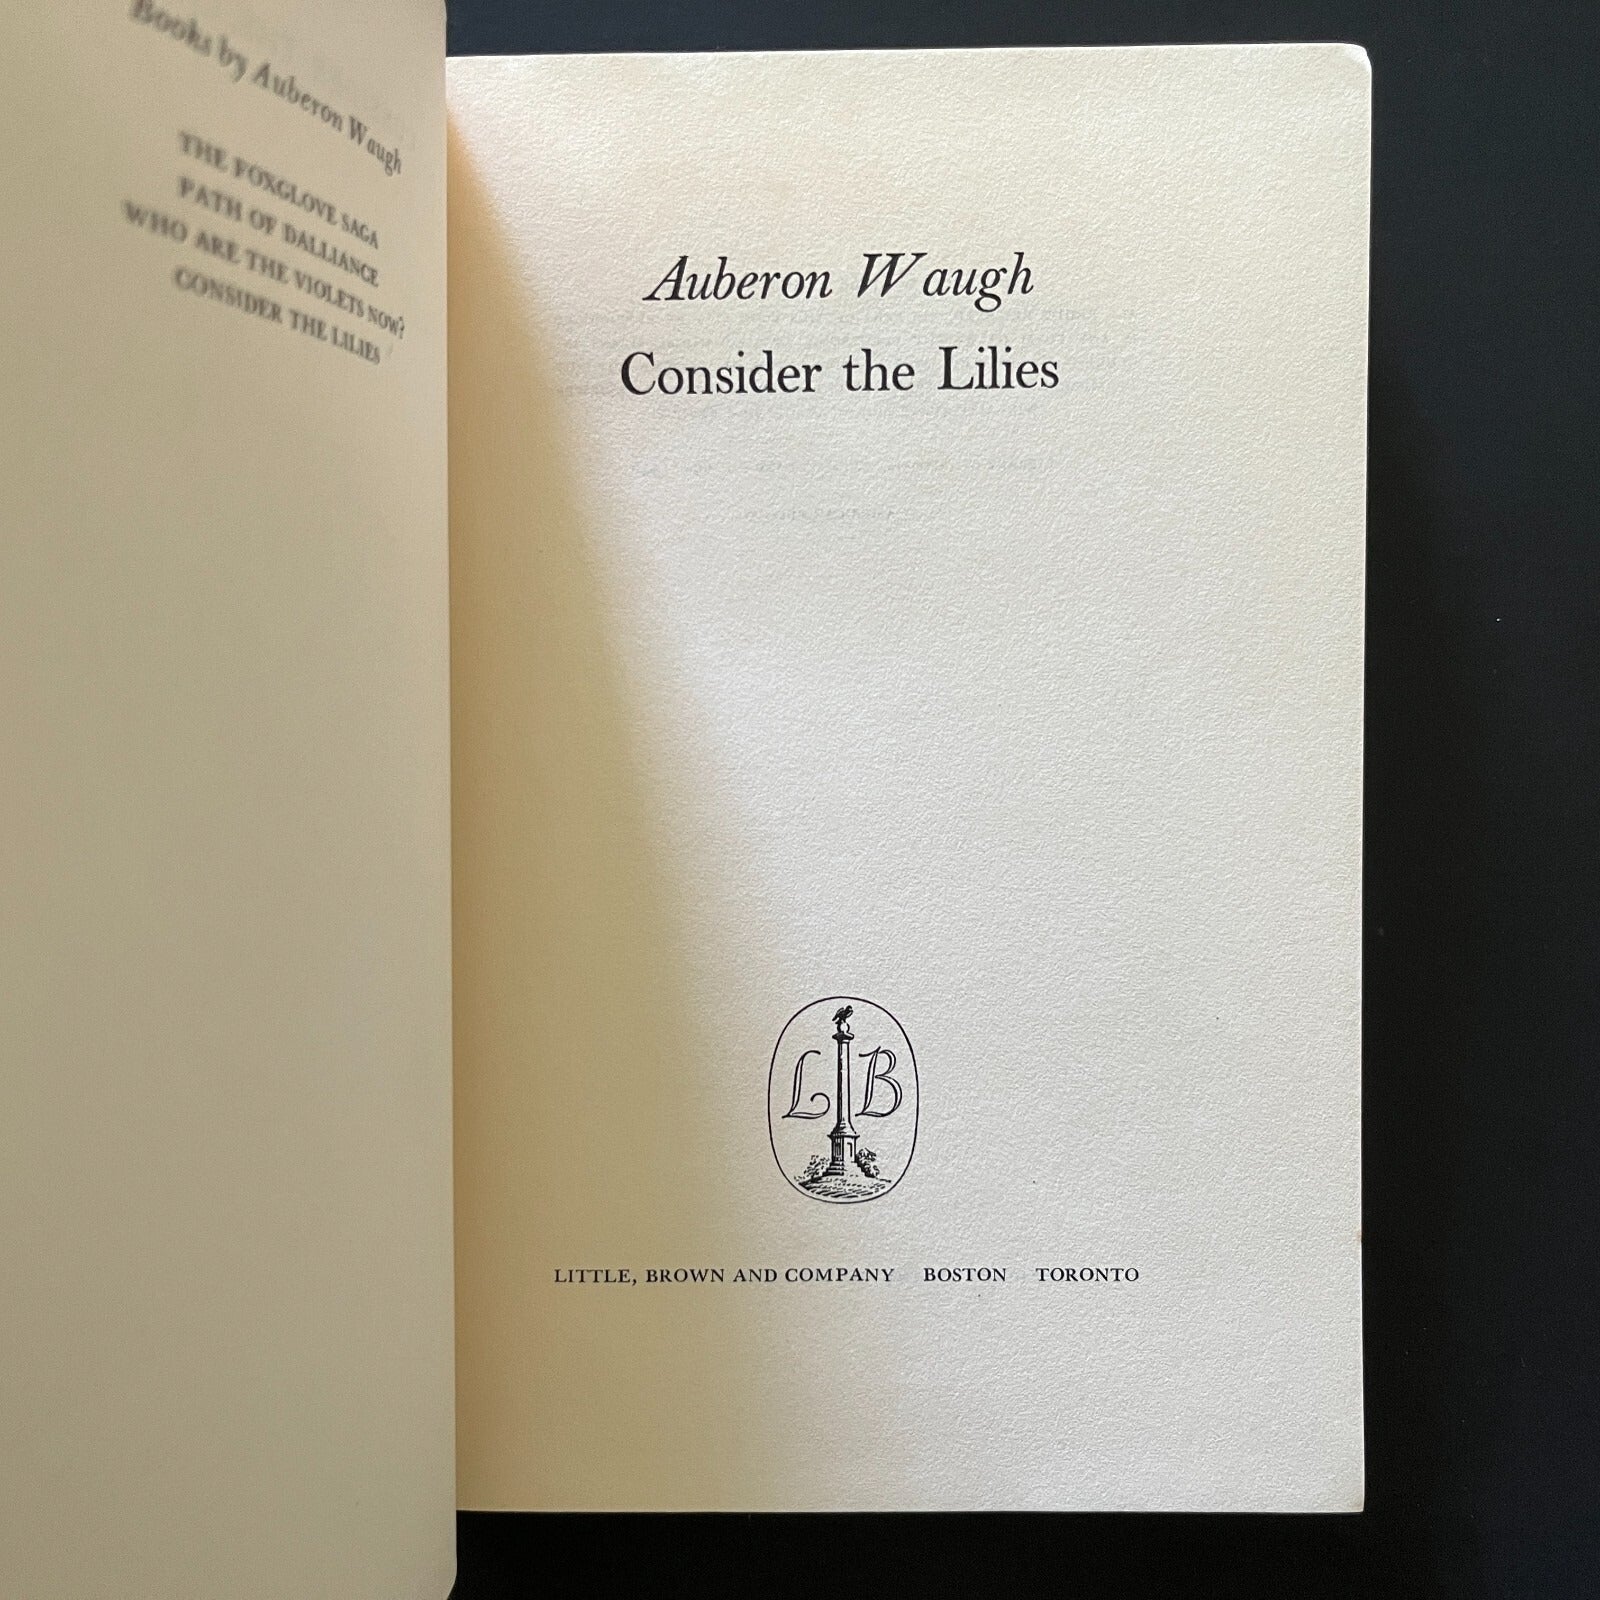 Books by Auberon Waugh
THE FOXGLOVE SAGA
PATH OF DALLIANCE
WHO ARE THE VIOLETS NOW?
CONSIDER THE LILIES
Auberon Waugh
Consider the Lilies
L B
LITTLE, BROWN AND COMPANY BOSTON TORONTO